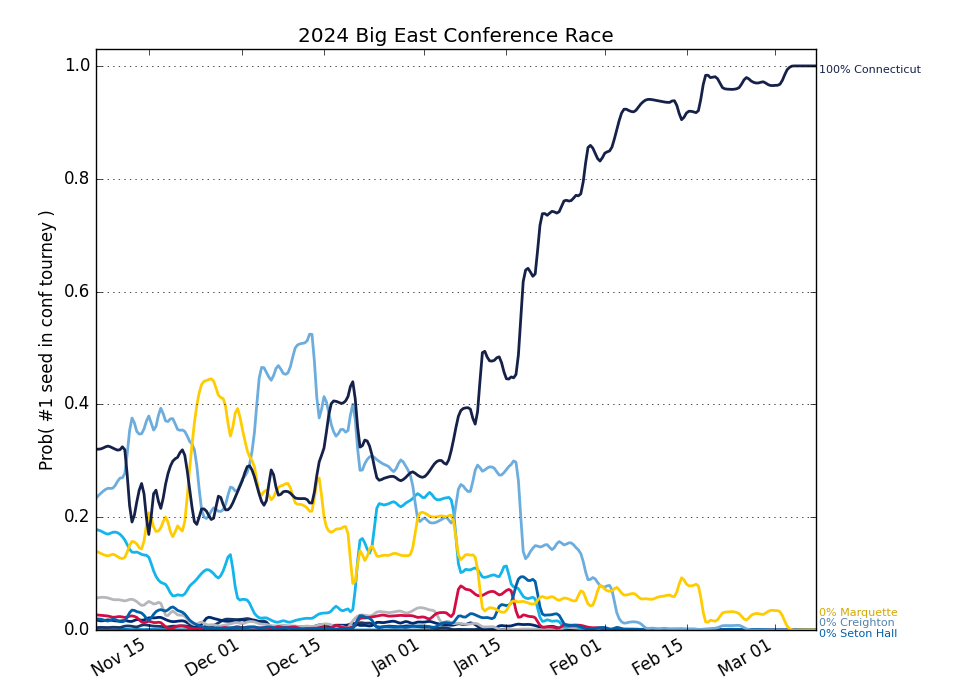 2024 Big East Conference Race
Prob( #1 seed in conf tourney )
1.0
0.8
0.6
0.4
0.2
0.0
Nov 15
Dec 01
Dec 15
Jan 01
Jan 15
Feb 01
Feb 15
Mar 01
100% Connecticut
0% Marquette
0% Creighton
0% Seton Hall